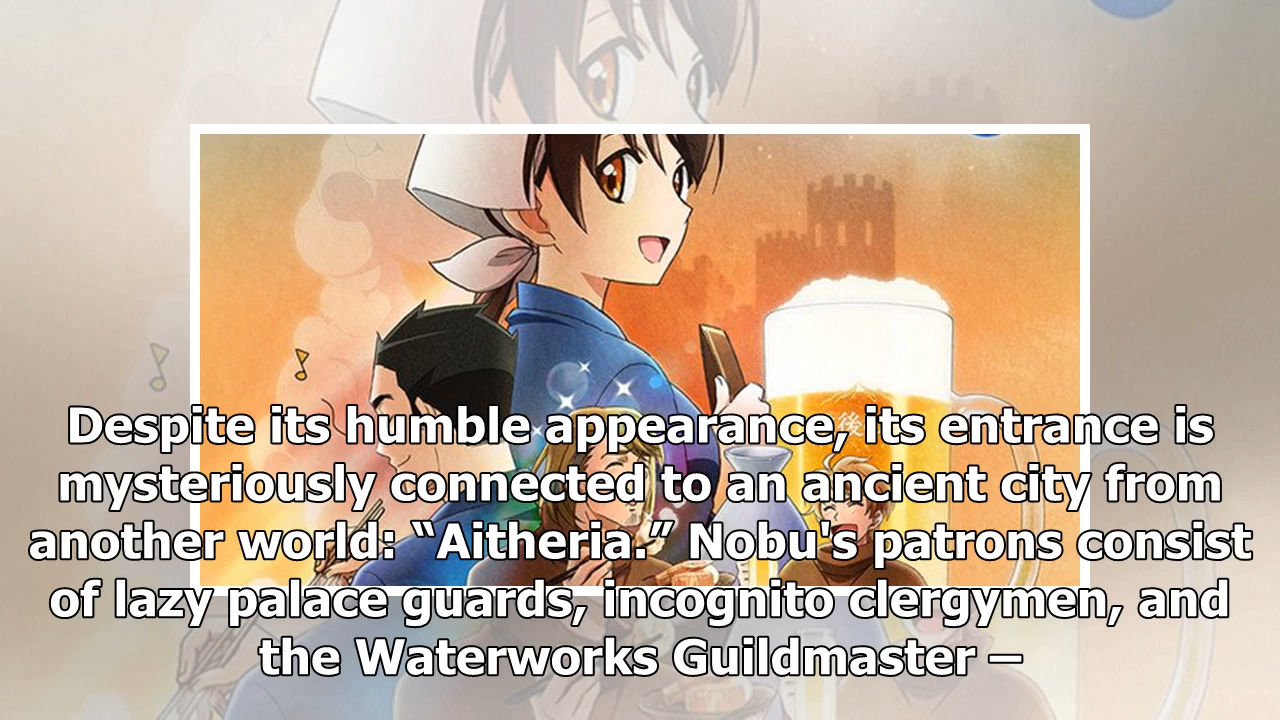 後
Despite its humble appearance, its entrance is
mysteriously connected to an ancient city from
another world: “Aitheria.” Nobu's patrons consist
of lazy palace guards, incognito clergymen, and
the Waterworks Guildmaster –